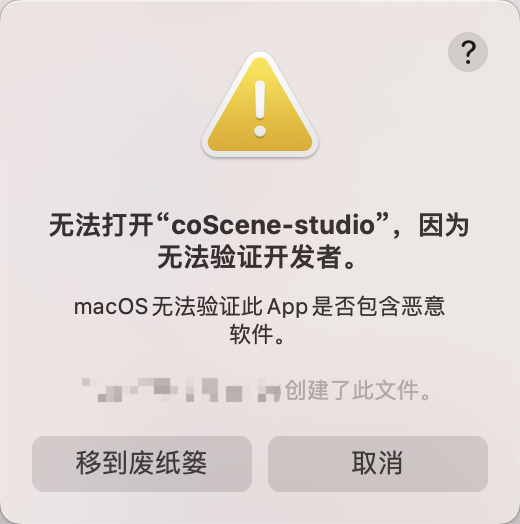 ?
无法打开“coScene-studio”，因为
无法验证开发者。
macOS 无法验证此 App 是否包含恶意
软件。
创建了此文件。
移到废纸篓
取消